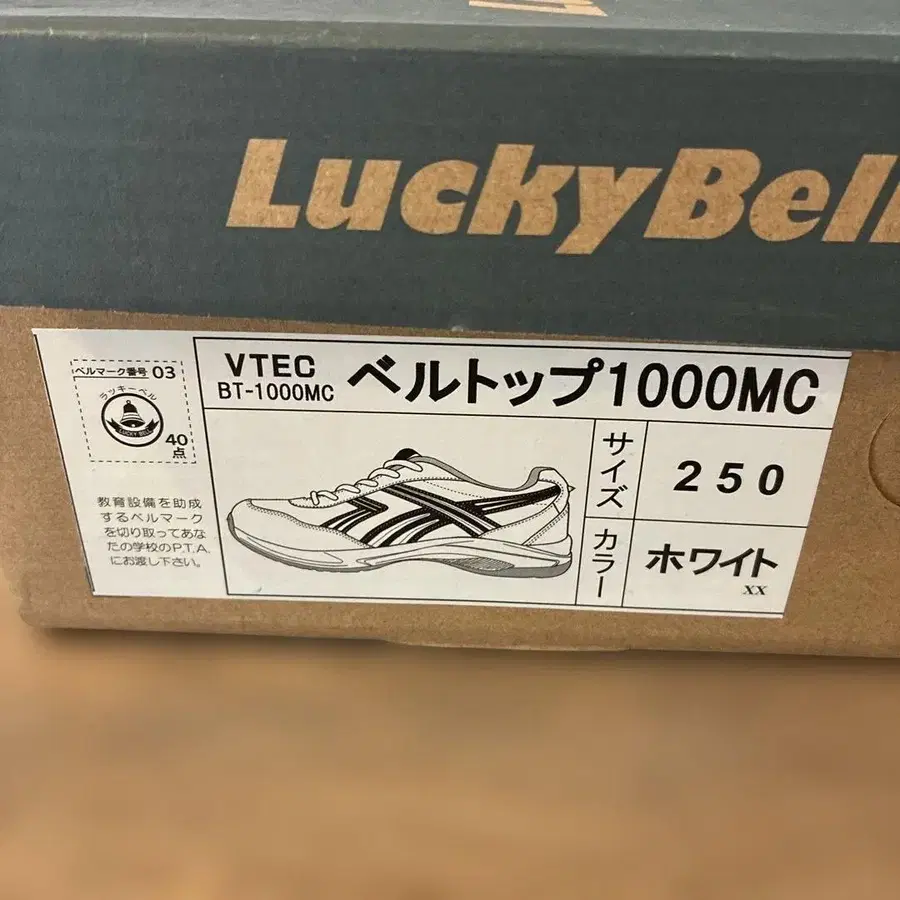 LuckyBell
ベルマーク番号 03
ラッキーベル
LUCKY BELL
40
点
教育設備を助成
するベルマーク
を切り取ってあな
たの学校のP.T.A.
にお渡し下さい。
VTEC
BT-1000MC
ベルトップ1000MC
サイズ
250
カラー
ホワイト
XX